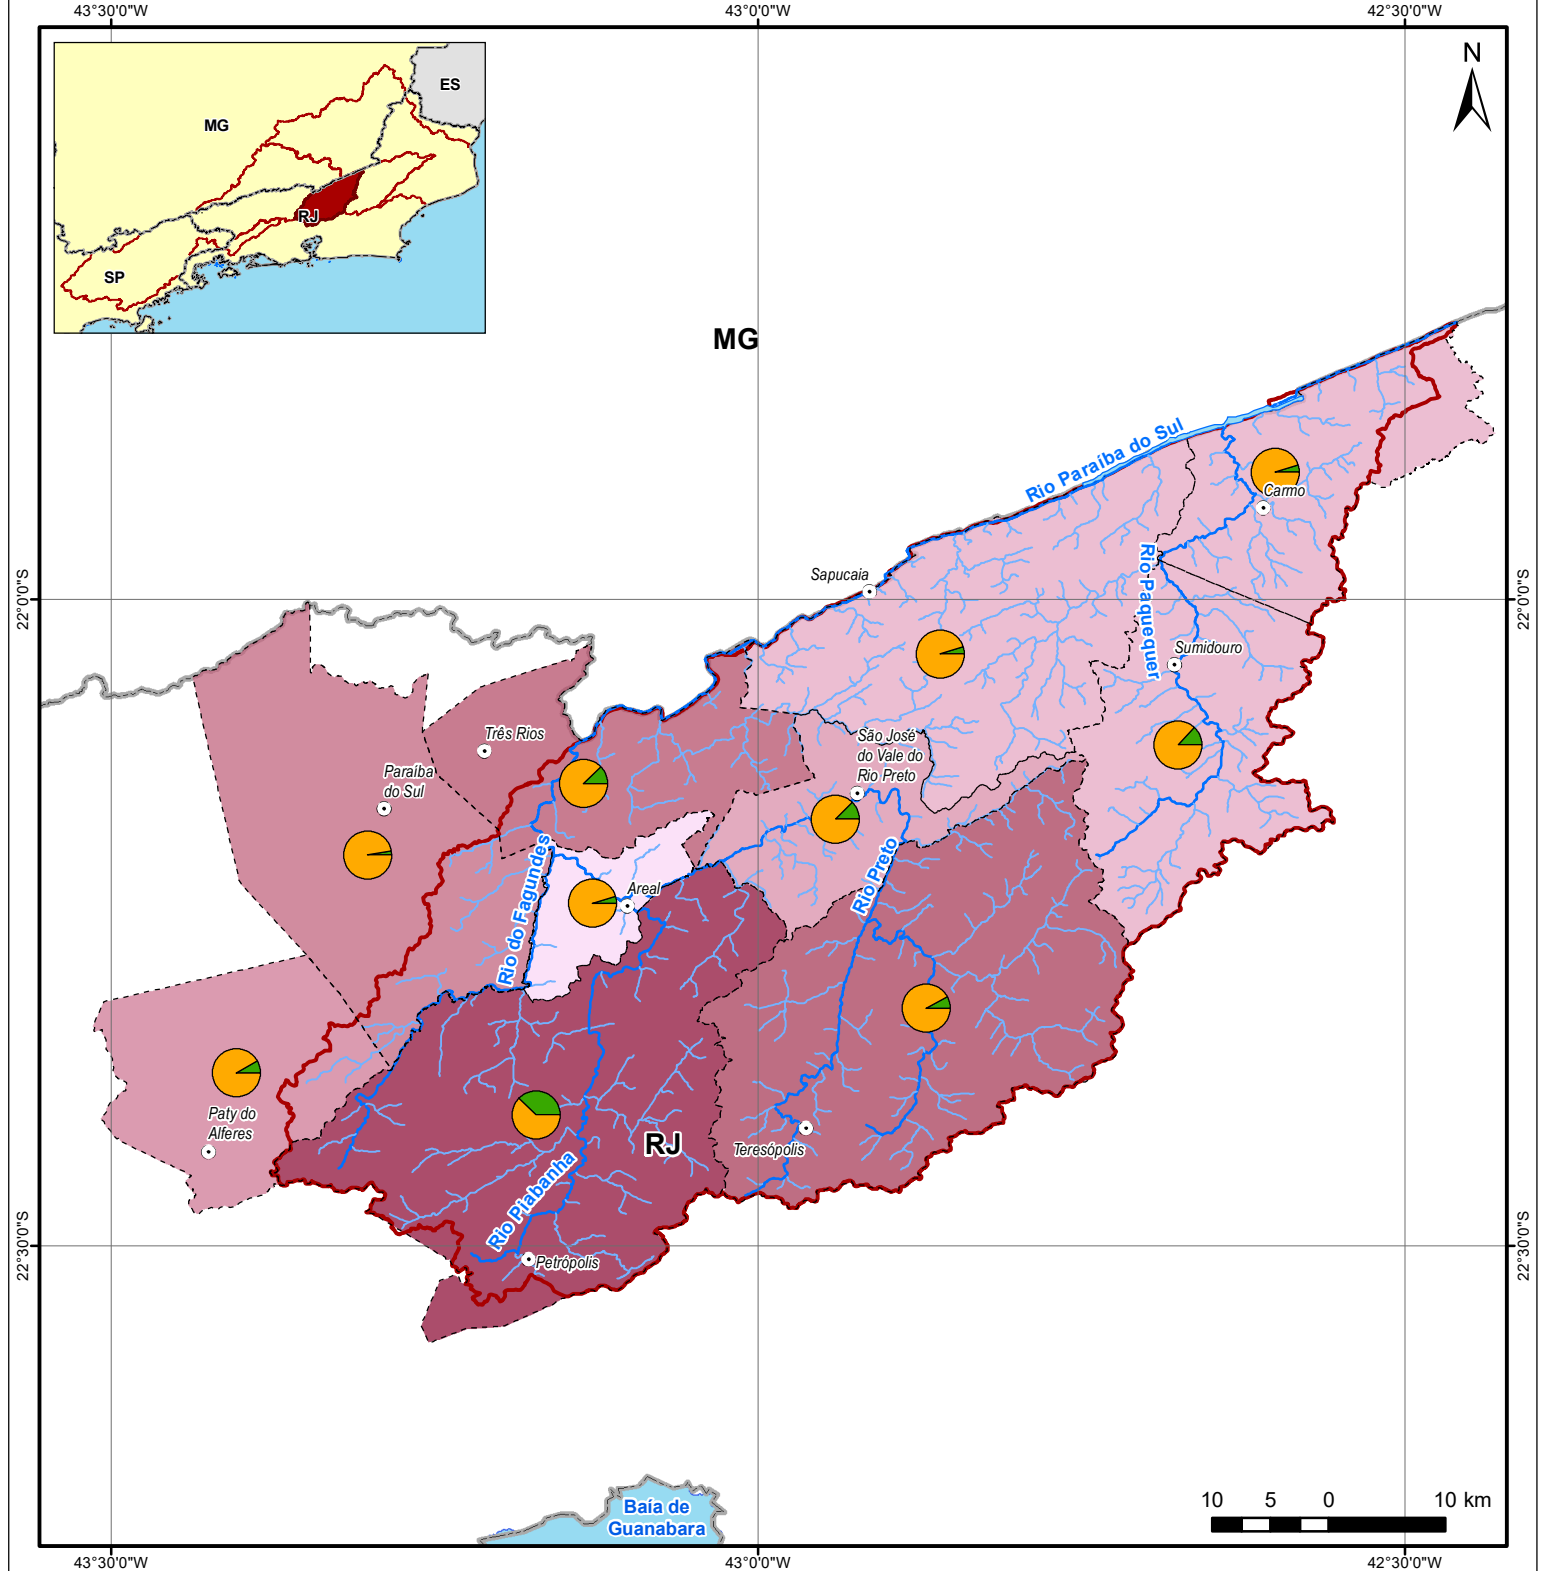 43°30'0"W
43°0'0"W
42°30'0"W
N
ES
MG
RJ
SP
MG
Rio Paraíba do Sul
Carmo
Rio Paquequer
Sapucaia
22°0'0"S
22°0'0"S
Sumidouro
Três Rios
São José
do Vale do
Rio Preto
Paraíba
do Sul
Rio do Fagundes
Areal
Rio Preto
Paty do
Alferes
RJ
Teresópolis
Rio Piabanha
Petrópolis
22°30'0"S
22°30'0"S
Baía de
Guanabara
10 5 0 10 km
43°30'0"W
43°0'0"W
42°30'0"W